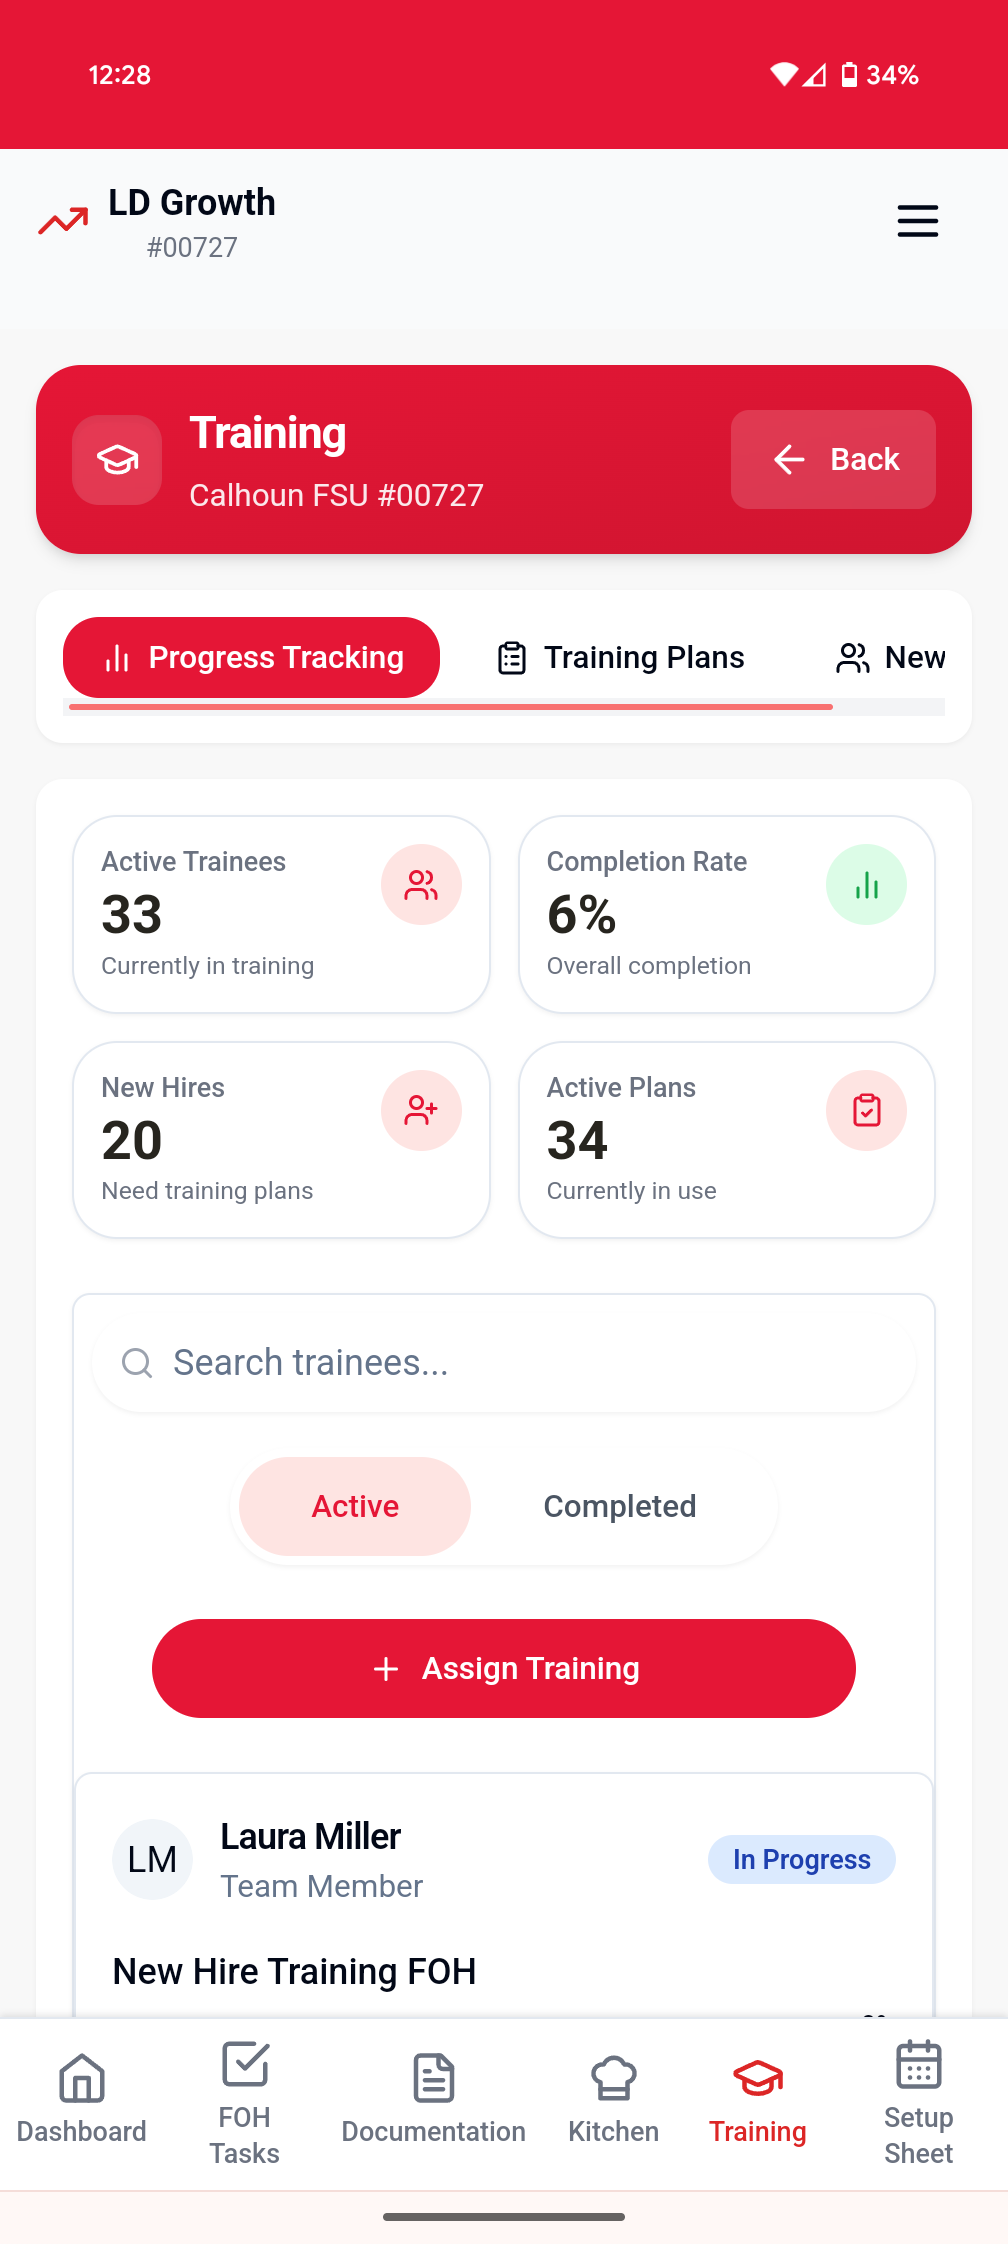 12:28
34%
LD Growth
#00727
Training
Calhoun FSU #00727
Back
Progress Tracking
Training Plans
New
Active Trainees
33
Currently in training
Completion Rate
6%
Overall completion
New Hires
20
Need training plans
Active Plans
34
Currently in use
Search trainees...
Active
Completed
Assign Training
LM
Laura Miller
Team Member
In Progress
New Hire Training FOH
Dashboard
FOH
Tasks
Documentation
Kitchen
Training
Setup
Sheet